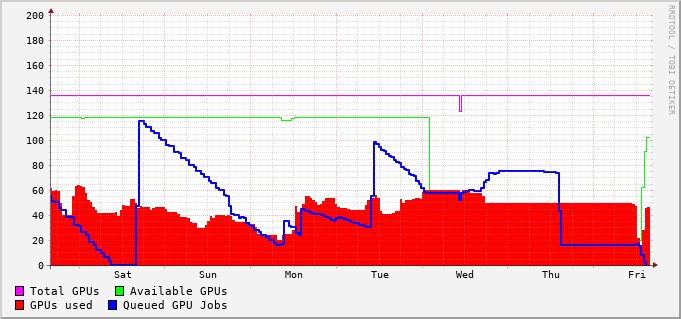 200
180
160
140
120
100
80
60
40
20
0
Sat Sun Mon Tue Wed Thu Fri
Total GPUs Available GPUs
GPUs used Queued GPU Jobs
RRDTOOL / TOBI OETIKER